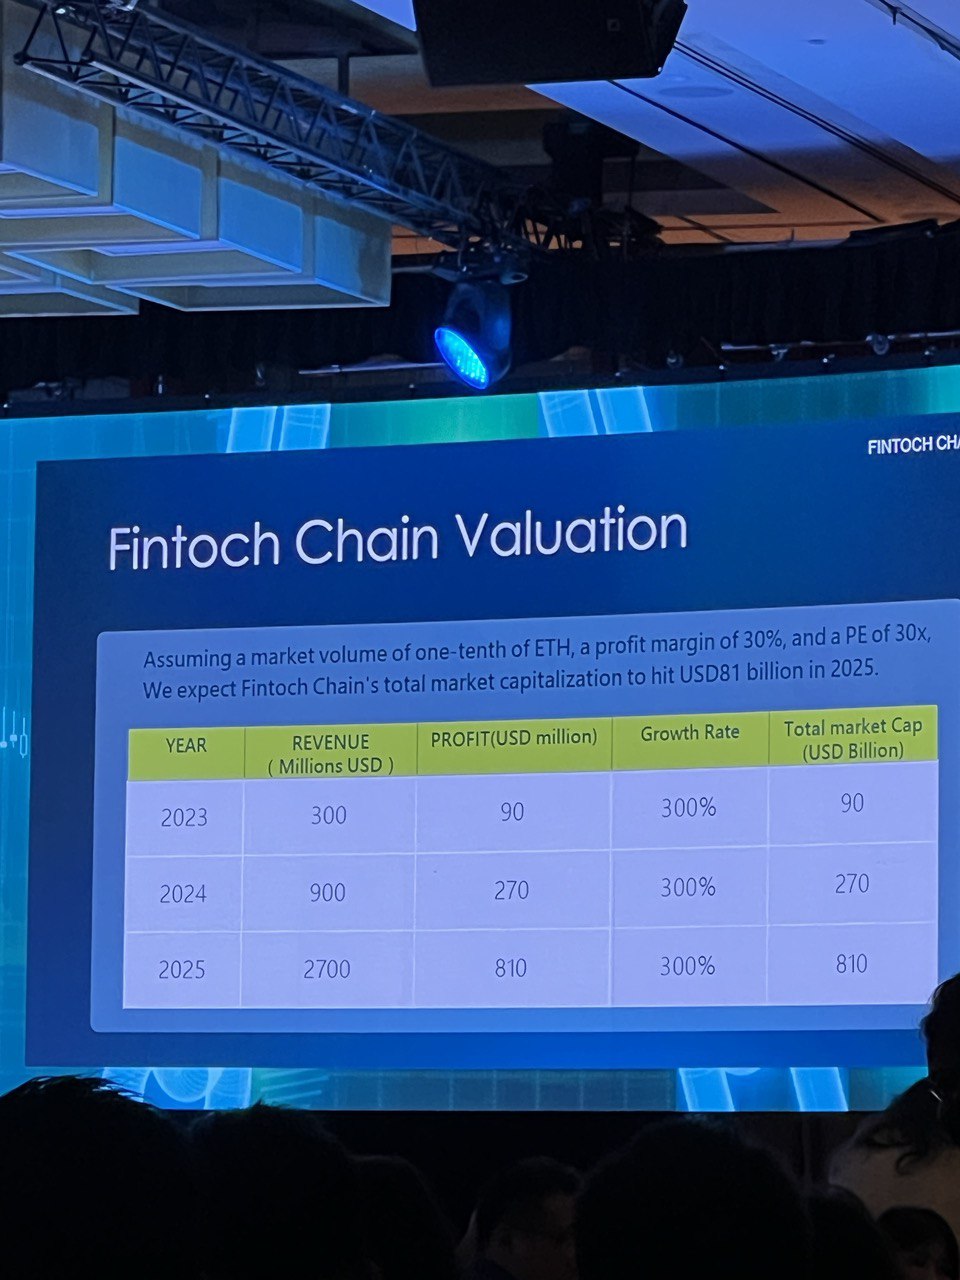 FINTOCH CHA
Fintoch Chain Valuation
Assuming a market volume of one-tenth of ETH, a profit margin of 30%, and a PE of 30x,
We expect Fintoch Chain's total market capitalization to hit USD81 billion in 2025.
YEAR REVENUE ( Millions USD ) PROFIT(USD million) Growth Rate Total market Cap (USD Billion)
2023 300 90 300% 90
2024 900 270 300% 270
2025 2700 810 300% 810